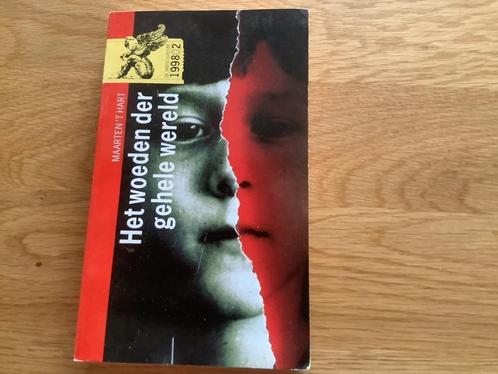 MAARTEN 'T HART
Het woeden der
gehele wereld
1998
2